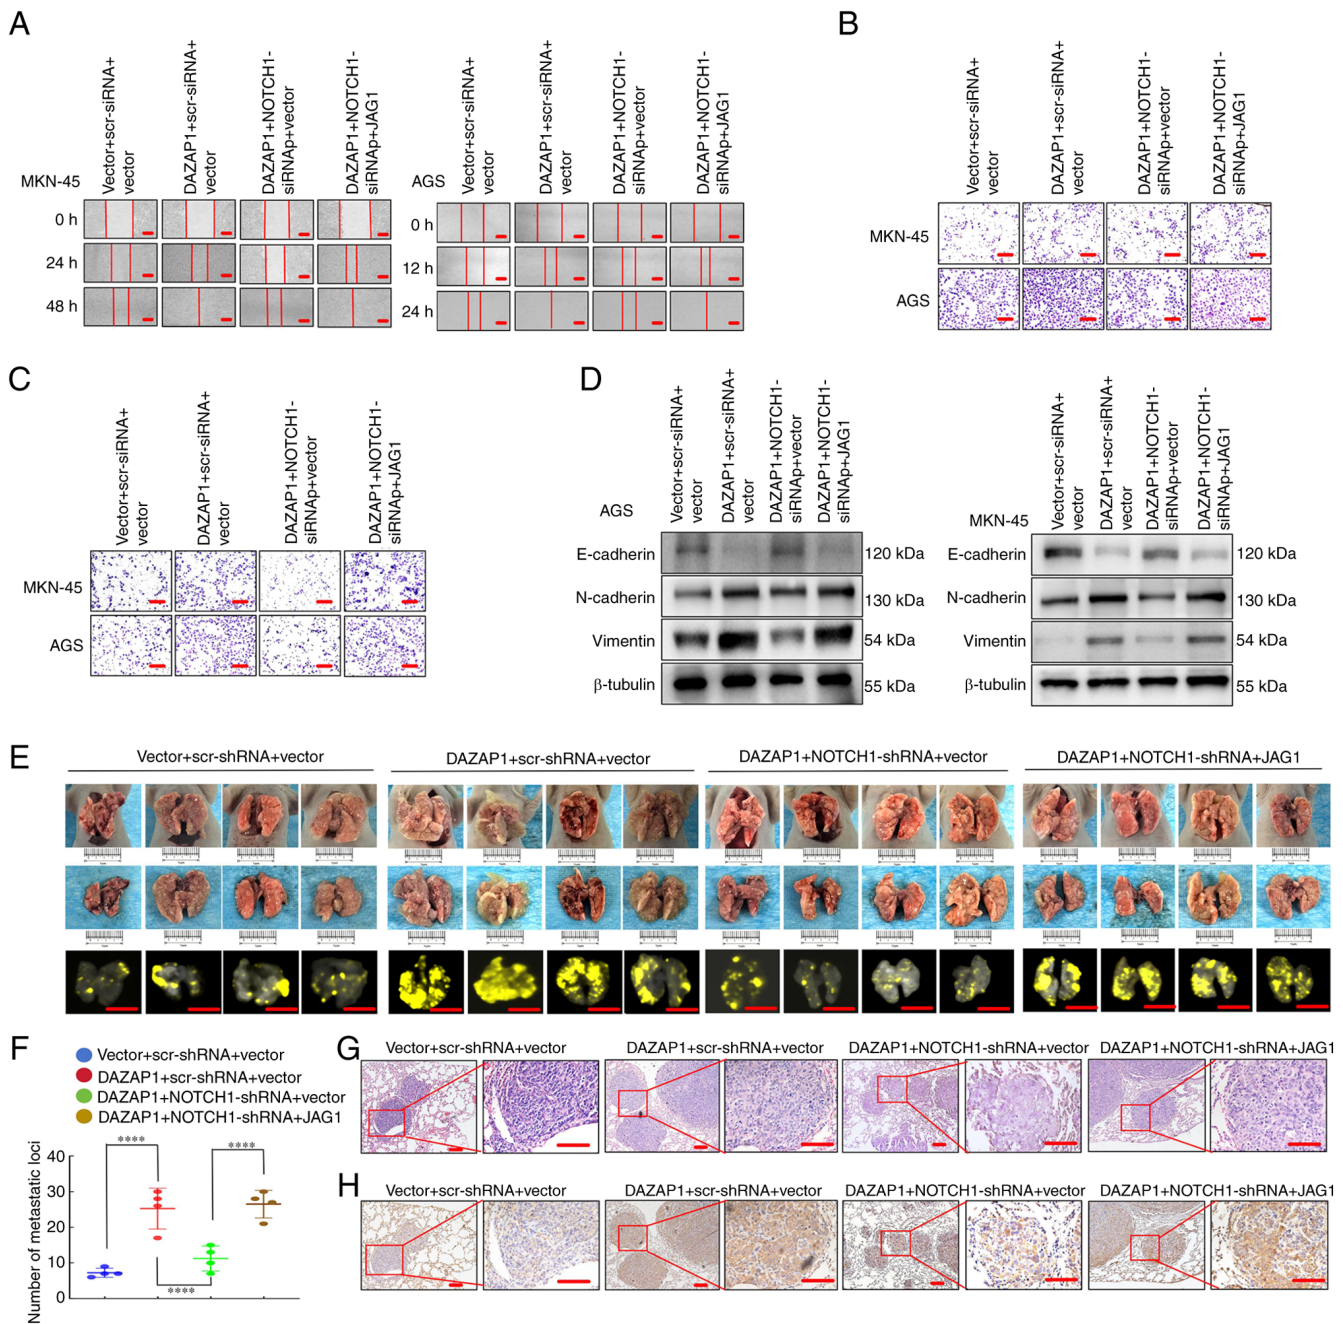 A
Vector+scr-siRNA+
vector
DAZAP1+scr-siRNA+
vector
DAZAP1+NOTCH1-
siRNAp+vector
DAZAP1+NOTCH1-
siRNAp+JAG1
MKN-45
0 h
24 h
48 h
Vector+scr-siRNA+
vector
DAZAP1+scr-siRNA+
vector
DAZAP1+NOTCH1-
siRNAp+vector
DAZAP1+NOTCH1-
siRNAp+JAG1
AGS
0 h
12 h
24 h
B
Vector+scr-siRNA+
vector
DAZAP1+scr-siRNA+
vector
DAZAP1+NOTCH1-
siRNAp+vector
DAZAP1+NOTCH1-
siRNAp+JAG1
MKN-45
AGS
C
Vector+scr-siRNA+
vector
DAZAP1+scr-siRNA+
vector
DAZAP1+NOTCH1-
siRNAp+vector
DAZAP1+NOTCH1-
siRNAp+JAG1
MKN-45
AGS
D
Vector+scr-siRNA+
vector
DAZAP1+scr-siRNA+
vector
DAZAP1+NOTCH1-
siRNAp+vector
DAZAP1+NOTCH1-
siRNAp+JAG1
AGS
E-cadherin 120 kDa
N-cadherin 130 kDa
Vimentin 54 kDa
β-tubulin 55 kDa
Vector+scr-siRNA+
vector
DAZAP1+scr-siRNA+
vector
DAZAP1+NOTCH1-
siRNAp+vector
DAZAP1+NOTCH1-
siRNAp+JAG1
MKN-45
E-cadherin 120 kDa
N-cadherin 130 kDa
Vimentin 54 kDa
β-tubulin 55 kDa
E
Vector+scr-shRNA+vector
DAZAP1+scr-shRNA+vector
DAZAP1+NOTCH1-shRNA+vector
DAZAP1+NOTCH1-shRNA+JAG1
F
Vector+scr-shRNA+vector
DAZAP1+scr-shRNA+vector
DAZAP1+NOTCH1-shRNA+vector
DAZAP1+NOTCH1-shRNA+JAG1
Number of metastatic loci
40
30
20
10
0
****
****
****
G
Vector+scr-shRNA+vector
DAZAP1+scr-shRNA+vector
DAZAP1+NOTCH1-shRNA+vector
DAZAP1+NOTCH1-shRNA+JAG1
H
Vector+scr-shRNA+vector
DAZAP1+scr-shRNA+vector
DAZAP1+NOTCH1-shRNA+vector
DAZAP1+NOTCH1-shRNA+JAG1